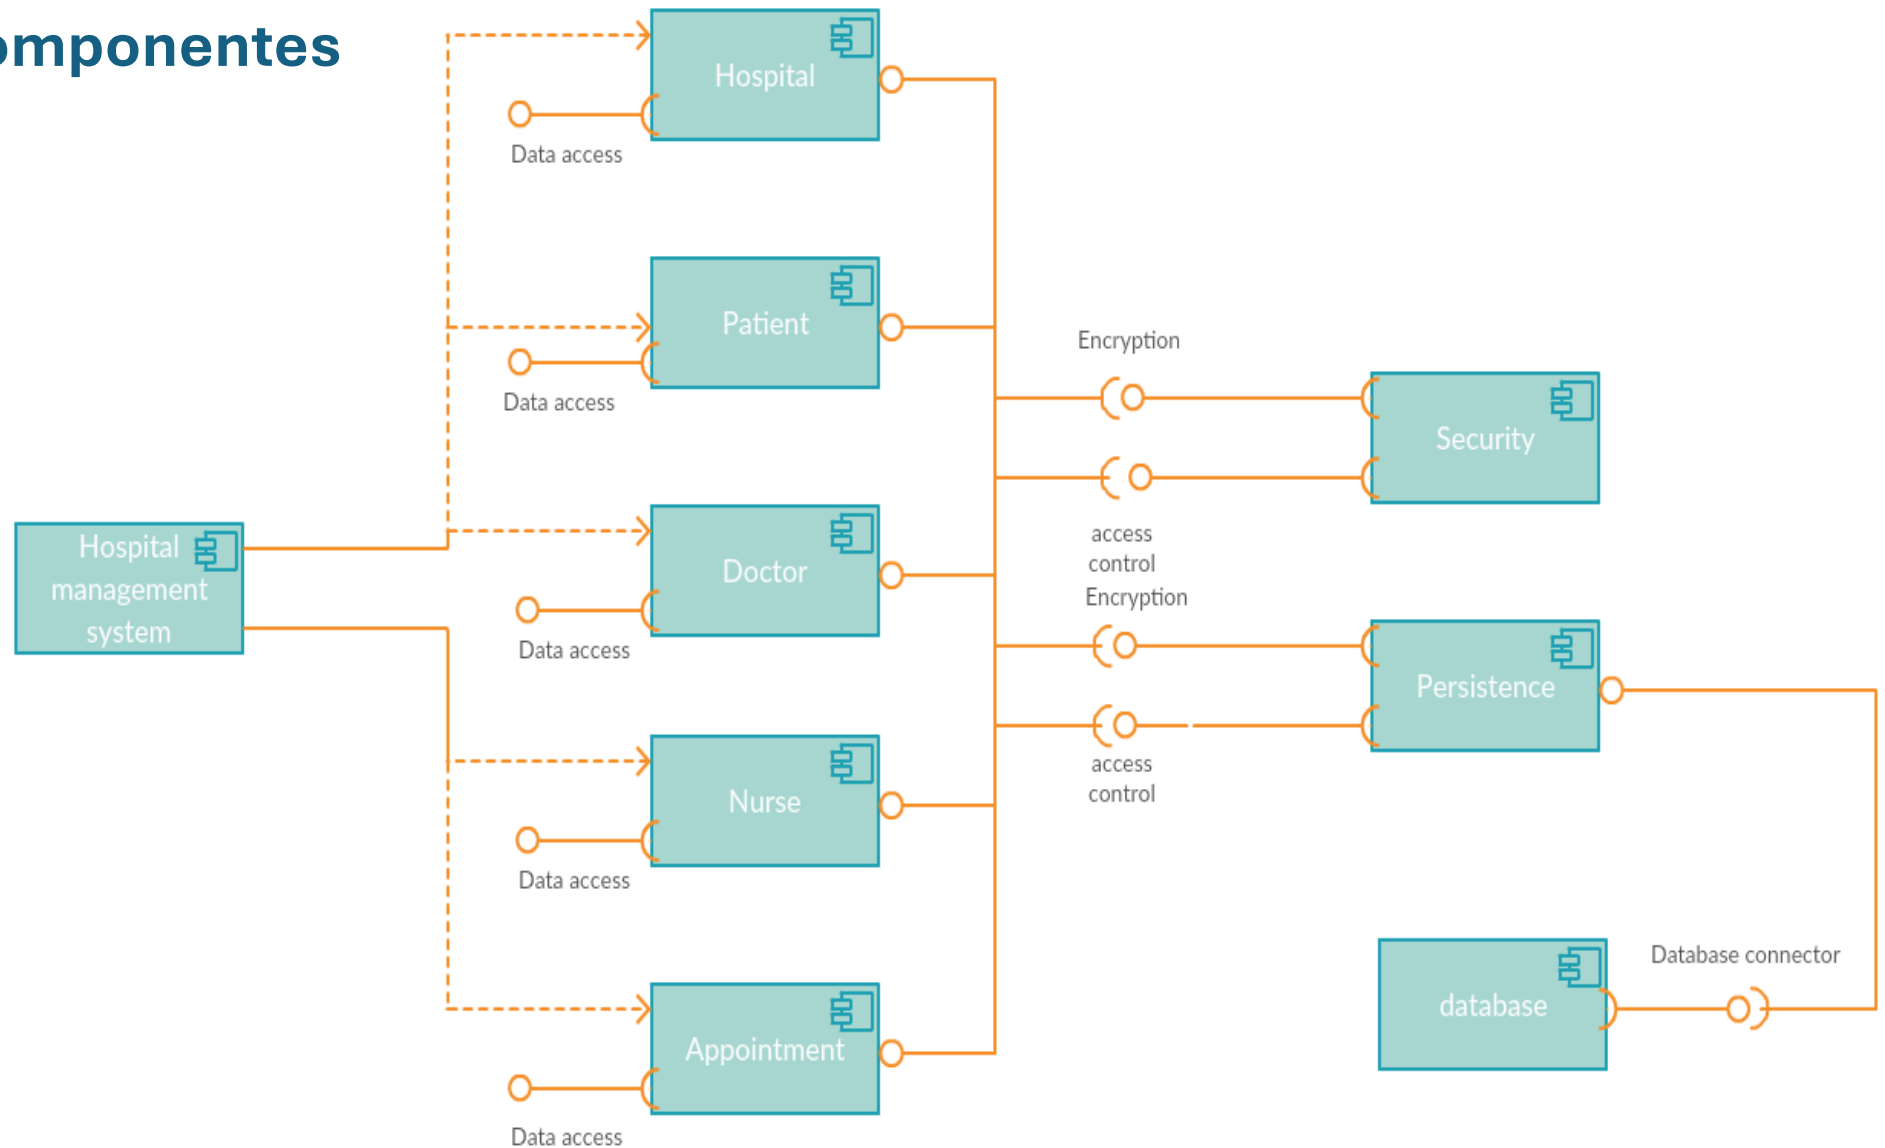 omponentes
Hospital
Data access
Patient
Data access
Encryption
Security
access
control
Hospital
management
system
Doctor
Data access
Encryption
Persistence
access
control
Nurse
Data access
Database connector
database
Appointment
Data access